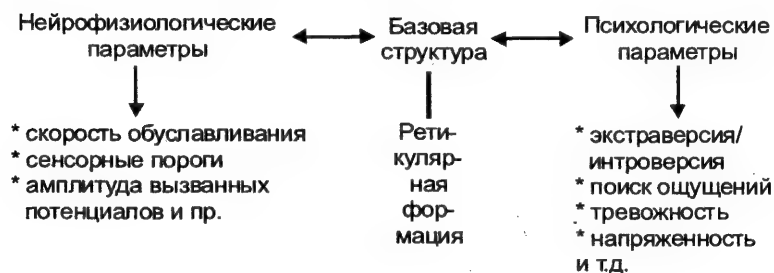 Нейрофизиологические
параметры
Базовая
структура
Психологические
параметры
* скорость обуславливания
* сенсорные пороги
* амплитуда вызванных
потенциалов и пр.
Рети-
куляр-
ная
фор-
мация
* экстраверсия/
интроверсия
* поиск ощущений
* тревожность
* напряженность
и т.д.